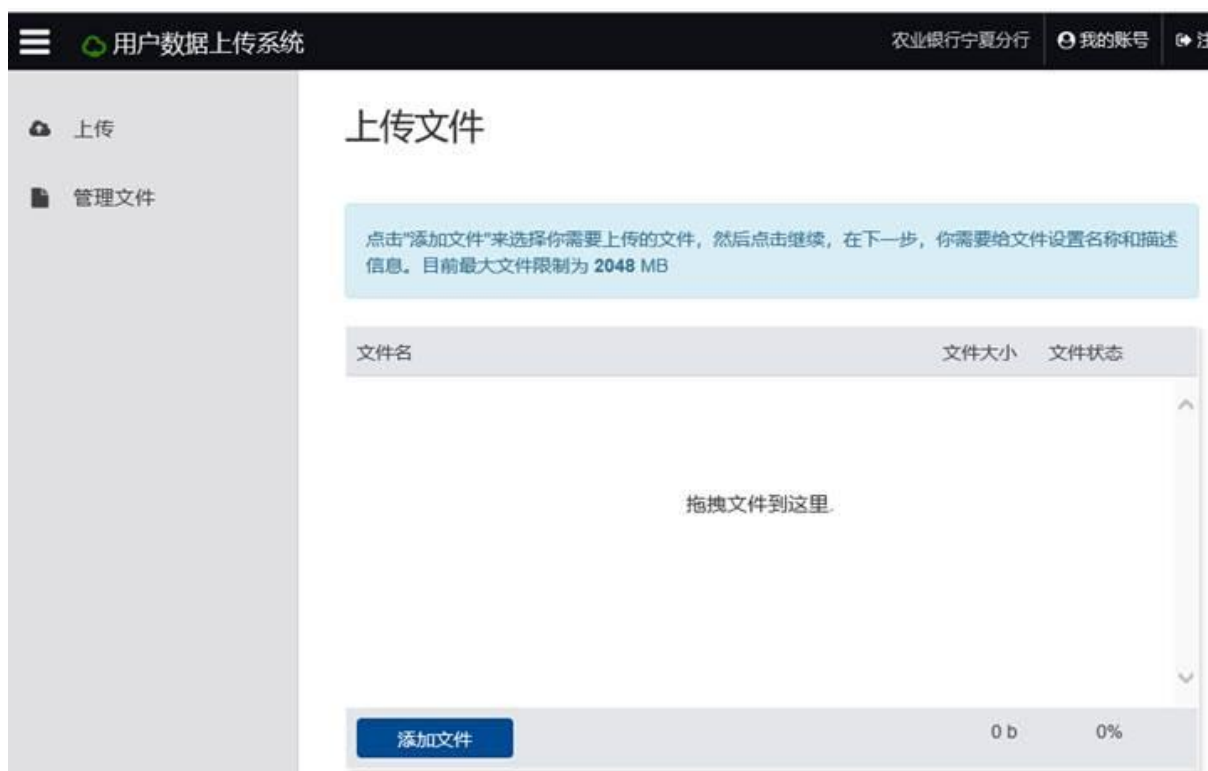 用户数据上传系统
农业银行宁夏分行 我的账号 注
上传
管理文件
上传文件
点击"添加文件"来选择你需要上传的文件，然后点击继续，在下一步，你需要给文件设置名称和描述
信息。目前最大文件限制为 2048 MB
文件名 文件大小 文件状态
拖拽文件到这里.
添加文件 0 b 0%